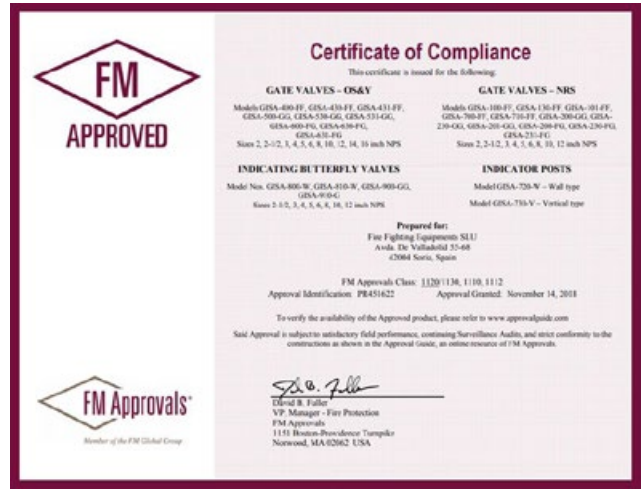 FM
APPROVED
Certificate of Compliance
This certificate is issued for the following:
GATE VALVES – OS&Y
Models GISA-400-FF, GISA-430-FF, GISA-431-FF,
GISA-500-GG, GISA-530-GG, GISA-531-GG,
GISA-600-FG, GISA-630-FG,
GISA-631-FG
Sizes 2, 2-1/2, 3, 4, 5, 6, 8, 10, 12, 14, 16 inch NPS
GATE VALVES – NRS
Models GISA-100-FF, GISA-130-FF GISA-101-FF,
GISA-700-FF, GISA-710-FF, GISA-200-GG, GISA-
230-GG, GISA-201-GG, GISA-200-FG, GISA-230-FG,
GISA-231-FG
Sizes 2, 2-1/2, 3, 4, 5, 6, 8, 10, 12 inch NPS
INDICATING BUTTERFLY VALVES
Model Nos. GISA-800-W, GISA-810-W, GISA-900-GG,
GISA-910-G
Sizes 2-1/2, 3, 4, 5, 6, 8, 10, 12 inch NPS
INDICATOR POSTS
Model GISA-720-W – Wall type
Model GISA-730-V – Vertical type
Prepared for:
Fire Fighting Equipments SLU
Avda. De Valladolid 55-68
42004 Soria, Spain
FM Approvals Class: 1120/1130, 1110, 1112
Approval Identification: PR451622 Approval Granted: November 14, 2018
To verify the availability of the Approved product, please refer to www.approvalguide.com
Said Approval is subject to satisfactory field performance, continuing Surveillance Audits, and strict conformity to the
constructions as shown in the Approval Guide, an online resource of FM Approvals.
David B. Fuller
VP, Manager - Fire Protection
FM Approvals
1151 Boston-Providence Turnpike
Norwood, MA 02062 USA
FM Approvals
Member of the FM Global Group